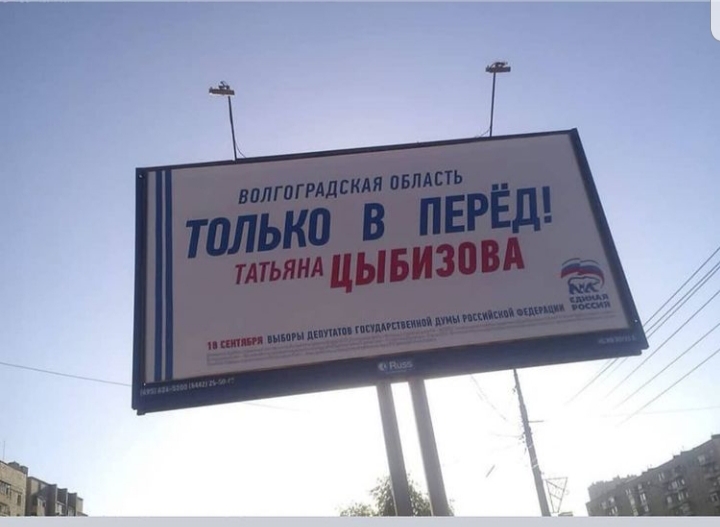 ВОЛГОГРАДСКАЯ ОБЛАСТЬ
ТОЛЬКО В ПЕРЁД!
ТАТЬЯНА ЦЫБИЗОВА
ЕДИНАЯ
РОССИЯ
18 СЕНТЯБРЯ ВЫБОРЫ ДЕПУТАТОВ ГОСУДАРСТВЕННОЙ ДУМЫ РОССИЙСКОЙ ФЕДЕРАЦИИ
Russ